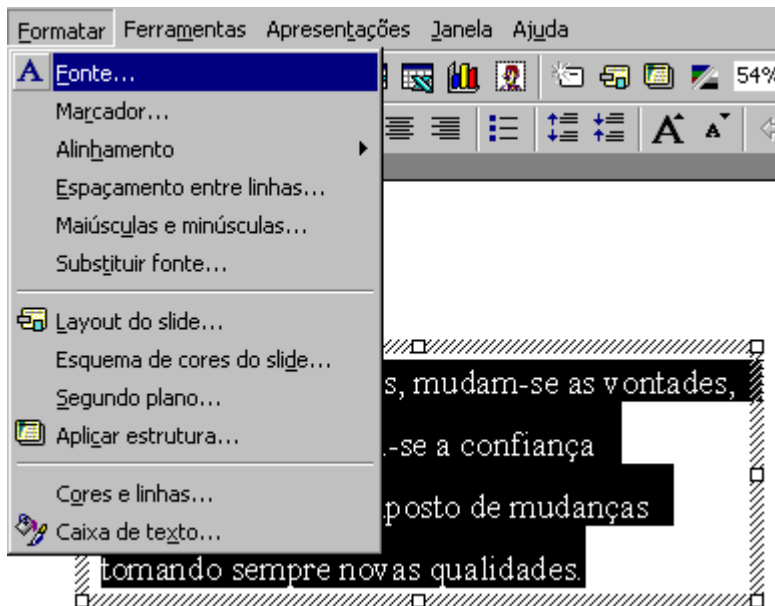 Formatar Ferramentas Apresentações Janela Ajuda
Fonte...
54%
Marcador...
Alinhamento
Espaçamento entre linhas...
Maiúsculas e minúsculas...
Substituir fonte...
Layout do slide...
Esquema de cores do slide...
Segundo plano...
Aplicar estrutura...
Cores e linhas...
Caixa de texto...
s, mudam-se as vontades,
-se a confiança
posto de mudanças
tomando sempre novas qualidades.